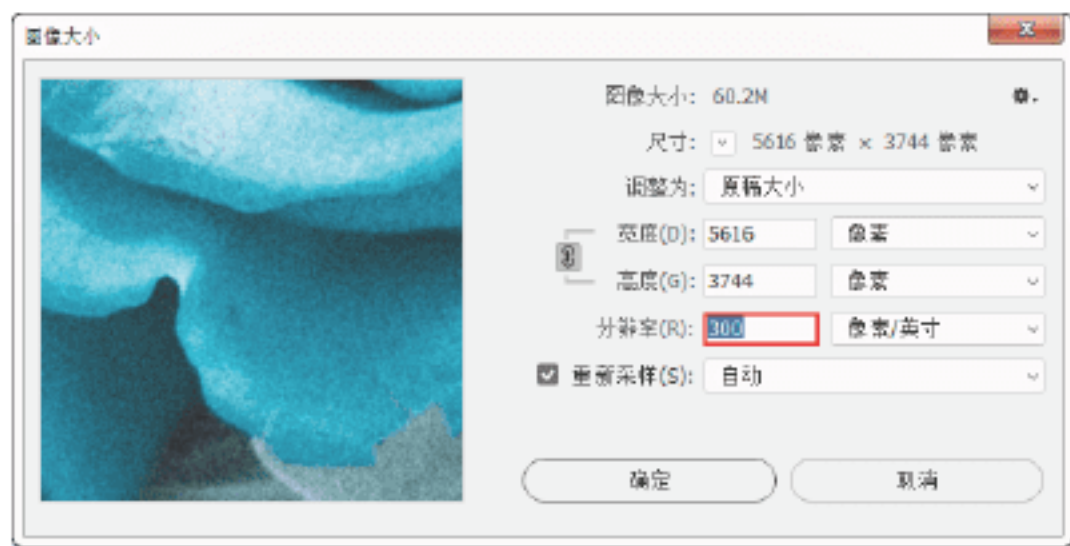 图像大小
图像大小: 60.2M
尺寸: 5616 像素 × 3744 像素
调整为: 原稿大小
宽度(D): 5616 像素
高度(G): 3744 像素
分辨率(R): 300 像素/英寸
重新采样(S): 自动
确定 取消